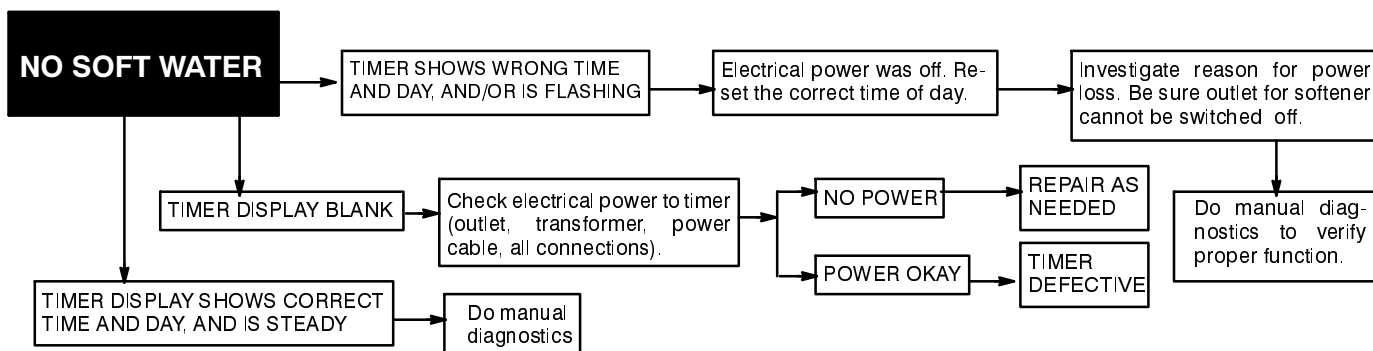 NO SOFT WATER
TIMER SHOWS WRONG TIME
AND DAY, AND/OR IS FLASHING
Electrical power was off. Re-
set the correct time of day.
Investigate reason for power
loss. Be sure outlet for softener
cannot be switched off.
Do manual diag-
nostics to verify
proper function.
TIMER DISPLAY BLANK
Check electrical power to timer
(outlet, transformer, power
cable, all connections).
NO POWER
REPAIR AS
NEEDED
POWER OKAY
TIMER
DEFECTIVE
TIMER DISPLAY SHOWS CORRECT
TIME AND DAY, AND IS STEADY
Do manual
diagnostics